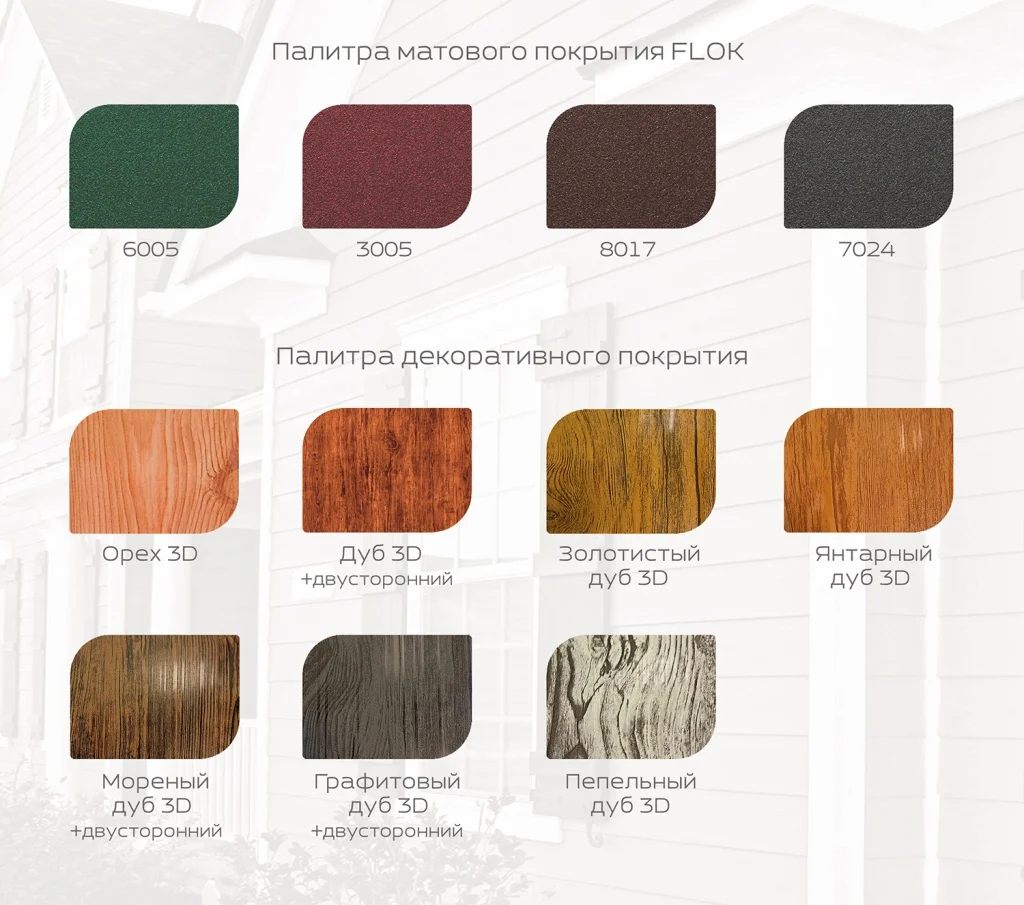 Палитра матового покрытия FLOK
6005
3005
8017
7024
Палитра декоративного покрытия
Орех 3D
Дуб 3D
+двусторонний
Золотистый
дуб 3D
Янтарный
дуб 3D
Мореный
дуб 3D
+двусторонний
Графитовый
дуб 3D
+двусторонний
Пепельный
дуб 3D